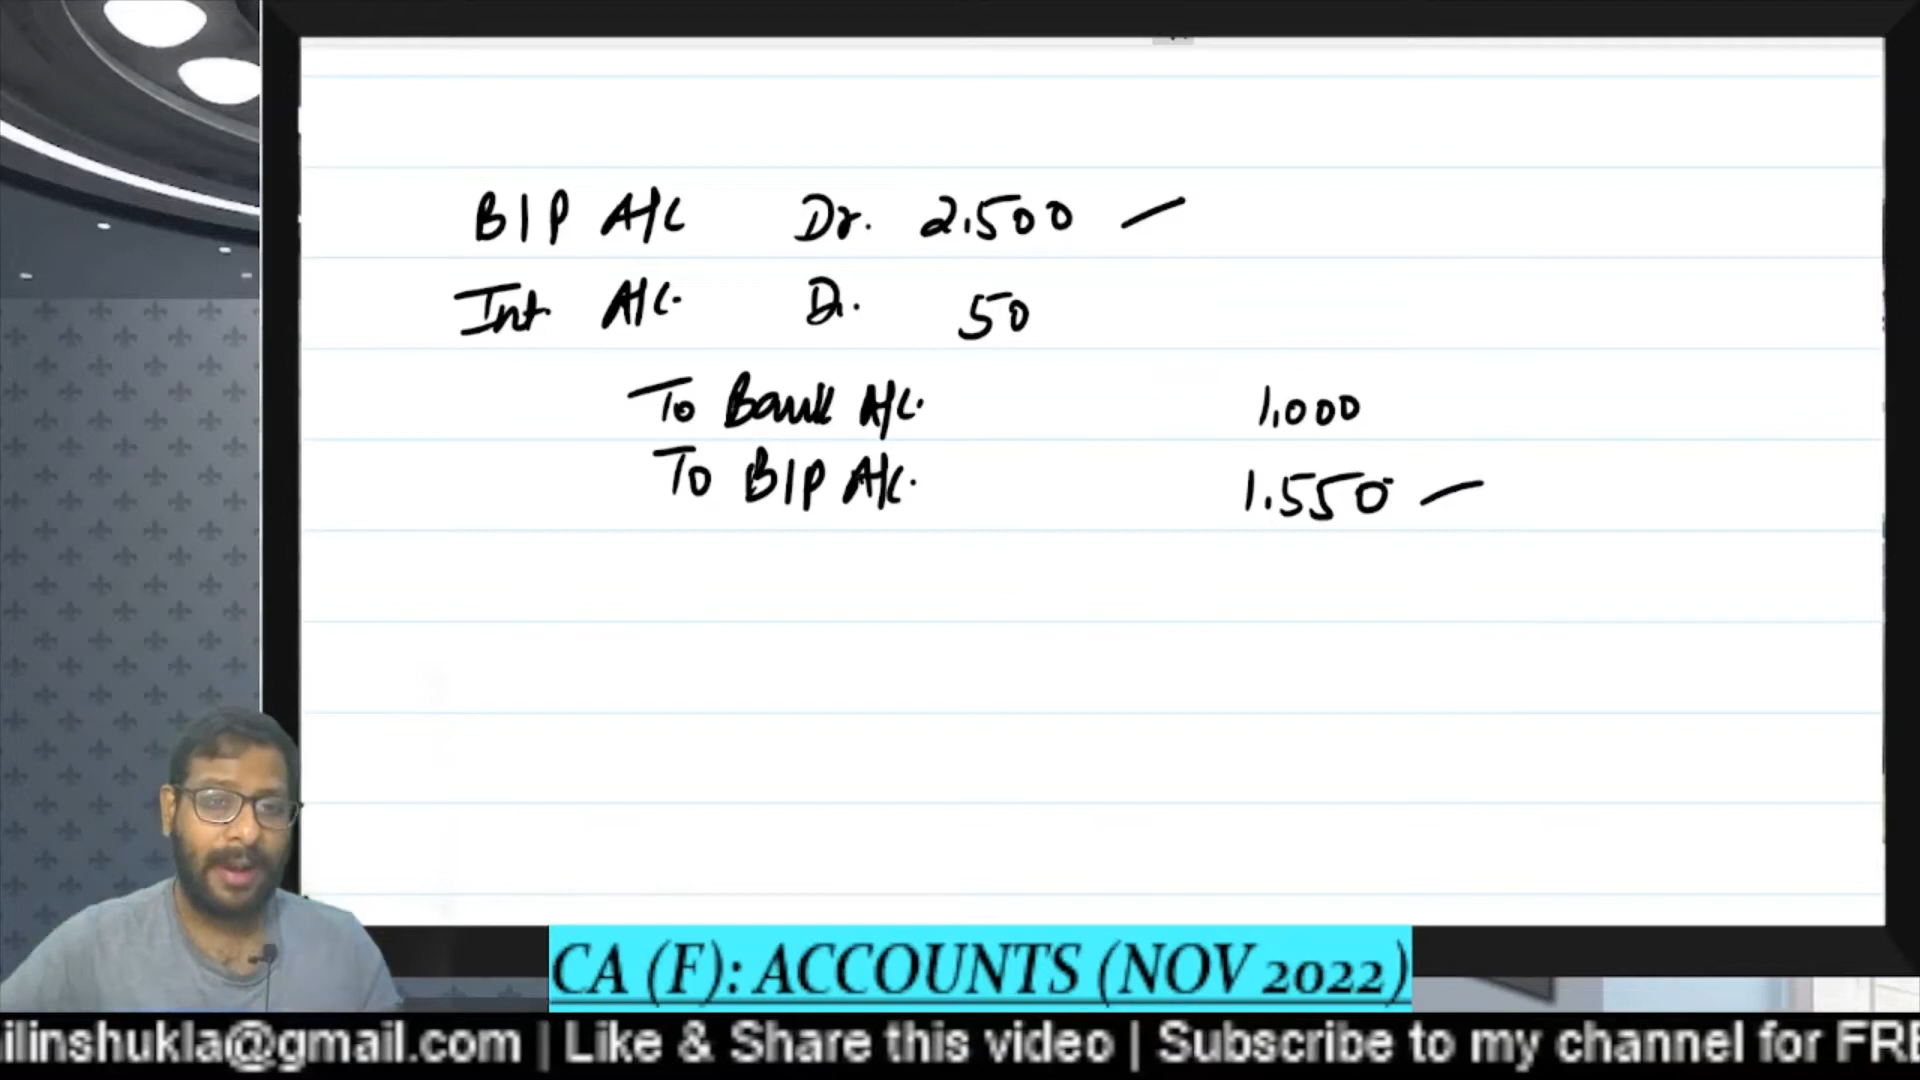 B/P A/C Dr. 2,500 —
Int. A/C. Dr. 50
To Bank A/C. 1,000
To B/P A/C. 1,550 —
CA (F): ACCOUNTS (NOV 2022)
ilinshukla@gmail.com | Like & Share this video | Subscribe to my channel for FRE